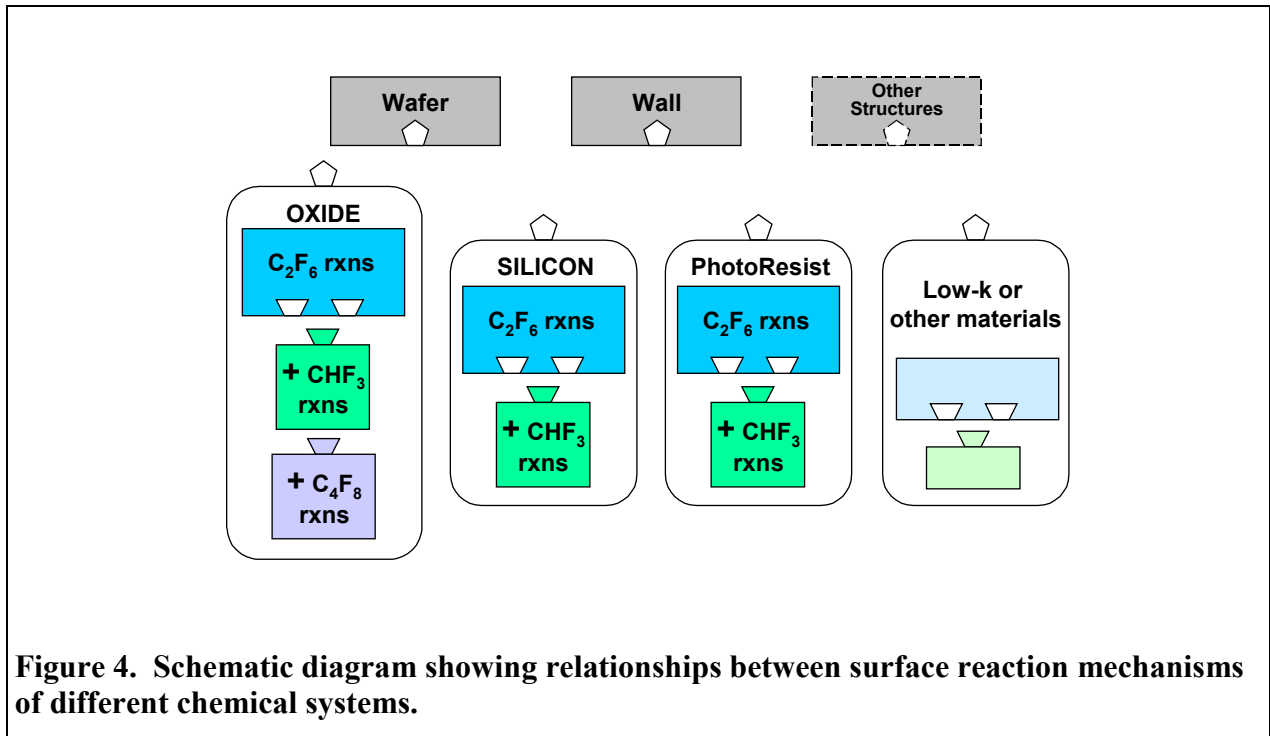 Wafer
Wall
Other
Structures
OXIDE
C₂F₆ rxns
+ CHF₃
rxns
+ C₄F₈
rxns
SILICON
C₂F₆ rxns
+ CHF₃
rxns
PhotoResist
C₂F₆ rxns
+ CHF₃
rxns
Low-k or
other materials
Figure 4. Schematic diagram showing relationships between surface reaction mechanisms
of different chemical systems.